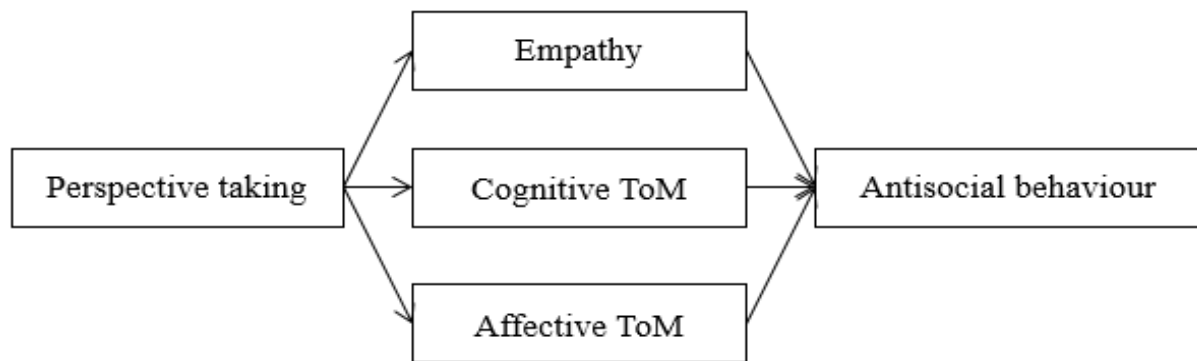 Empathy
Perspective taking
Cognitive ToM
Antisocial behaviour
Affective ToM